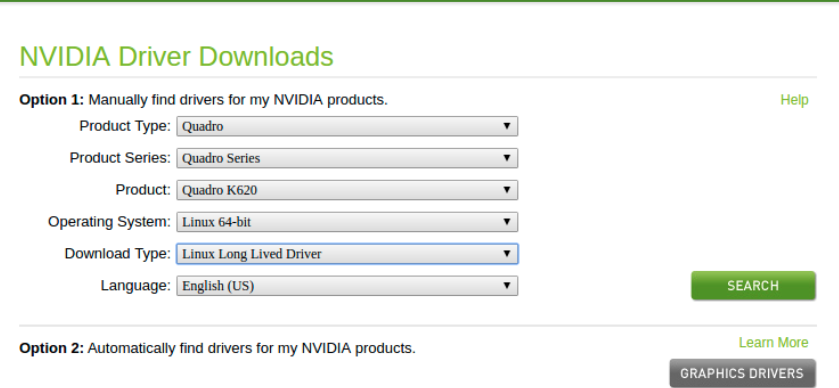 NVIDIA Driver Downloads
Option 1: Manually find drivers for my NVIDIA products. Help
Product Type: Quadro
Product Series: Quadro Series
Product: Quadro K620
Operating System: Linux 64-bit
Download Type: Linux Long Lived Driver
Language: English (US)
SEARCH
Learn More
Option 2: Automatically find drivers for my NVIDIA products.
GRAPHICS DRIVERS